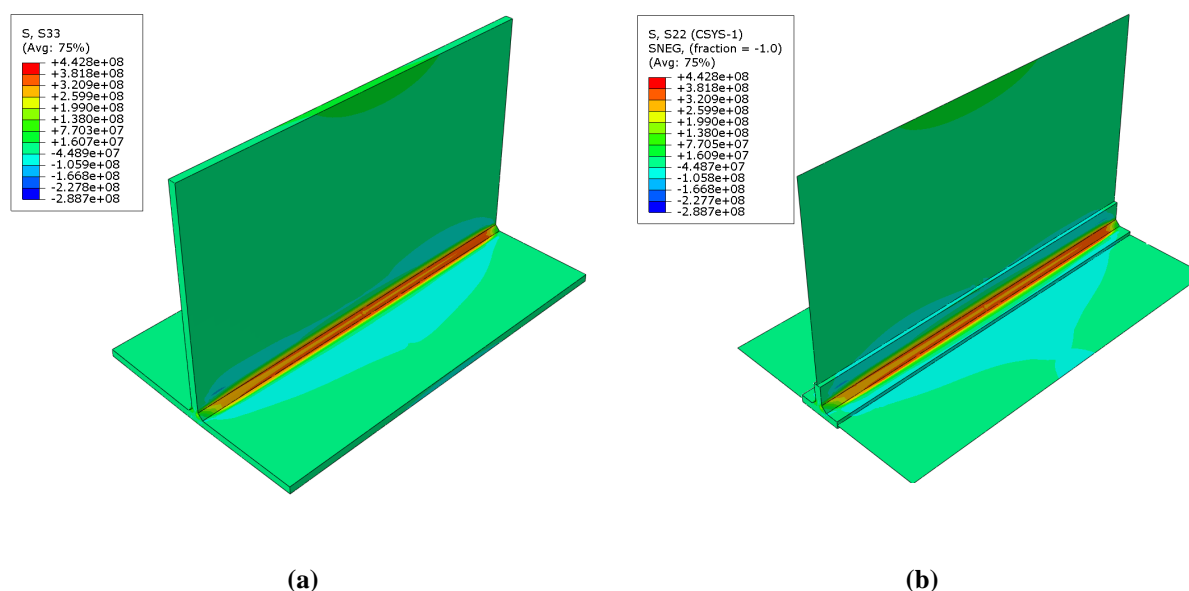 S, S33
(Avg: 75%)
+4.428e+08
+3.818e+08
+3.209e+08
+2.599e+08
+1.990e+08
+1.380e+08
+7.703e+07
+1.607e+07
-4.489e+07
-1.059e+08
-1.668e+08
-2.278e+08
-2.887e+08
S, S22 (CSYS-1)
SNEG, (fraction = -1.0)
(Avg: 75%)
+4.428e+08
+3.818e+08
+3.209e+08
+2.599e+08
+1.990e+08
+1.380e+08
+7.705e+07
+1.609e+07
-4.487e+07
-1.058e+08
-1.668e+08
-2.277e+08
-2.887e+08
(a)
(b)